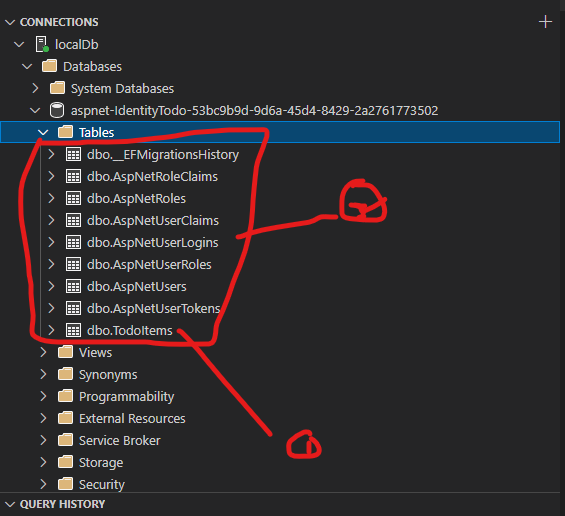 CONNECTIONS
localDb
Databases
System Databases
aspnet-IdentityTodo-53bc9b9d-9d6a-45d4-8429-2a2761773502
Tables
dbo.__EFMigrationsHistory
dbo.AspNetRoleClaims
dbo.AspNetRoles
dbo.AspNetUserClaims
dbo.AspNetUserLogins
dbo.AspNetUserRoles
dbo.AspNetUsers
dbo.AspNetUserTokens
dbo.TodoItems
Views
Synonyms
Programmability
External Resources
Service Broker
Storage
Security
QUERY HISTORY